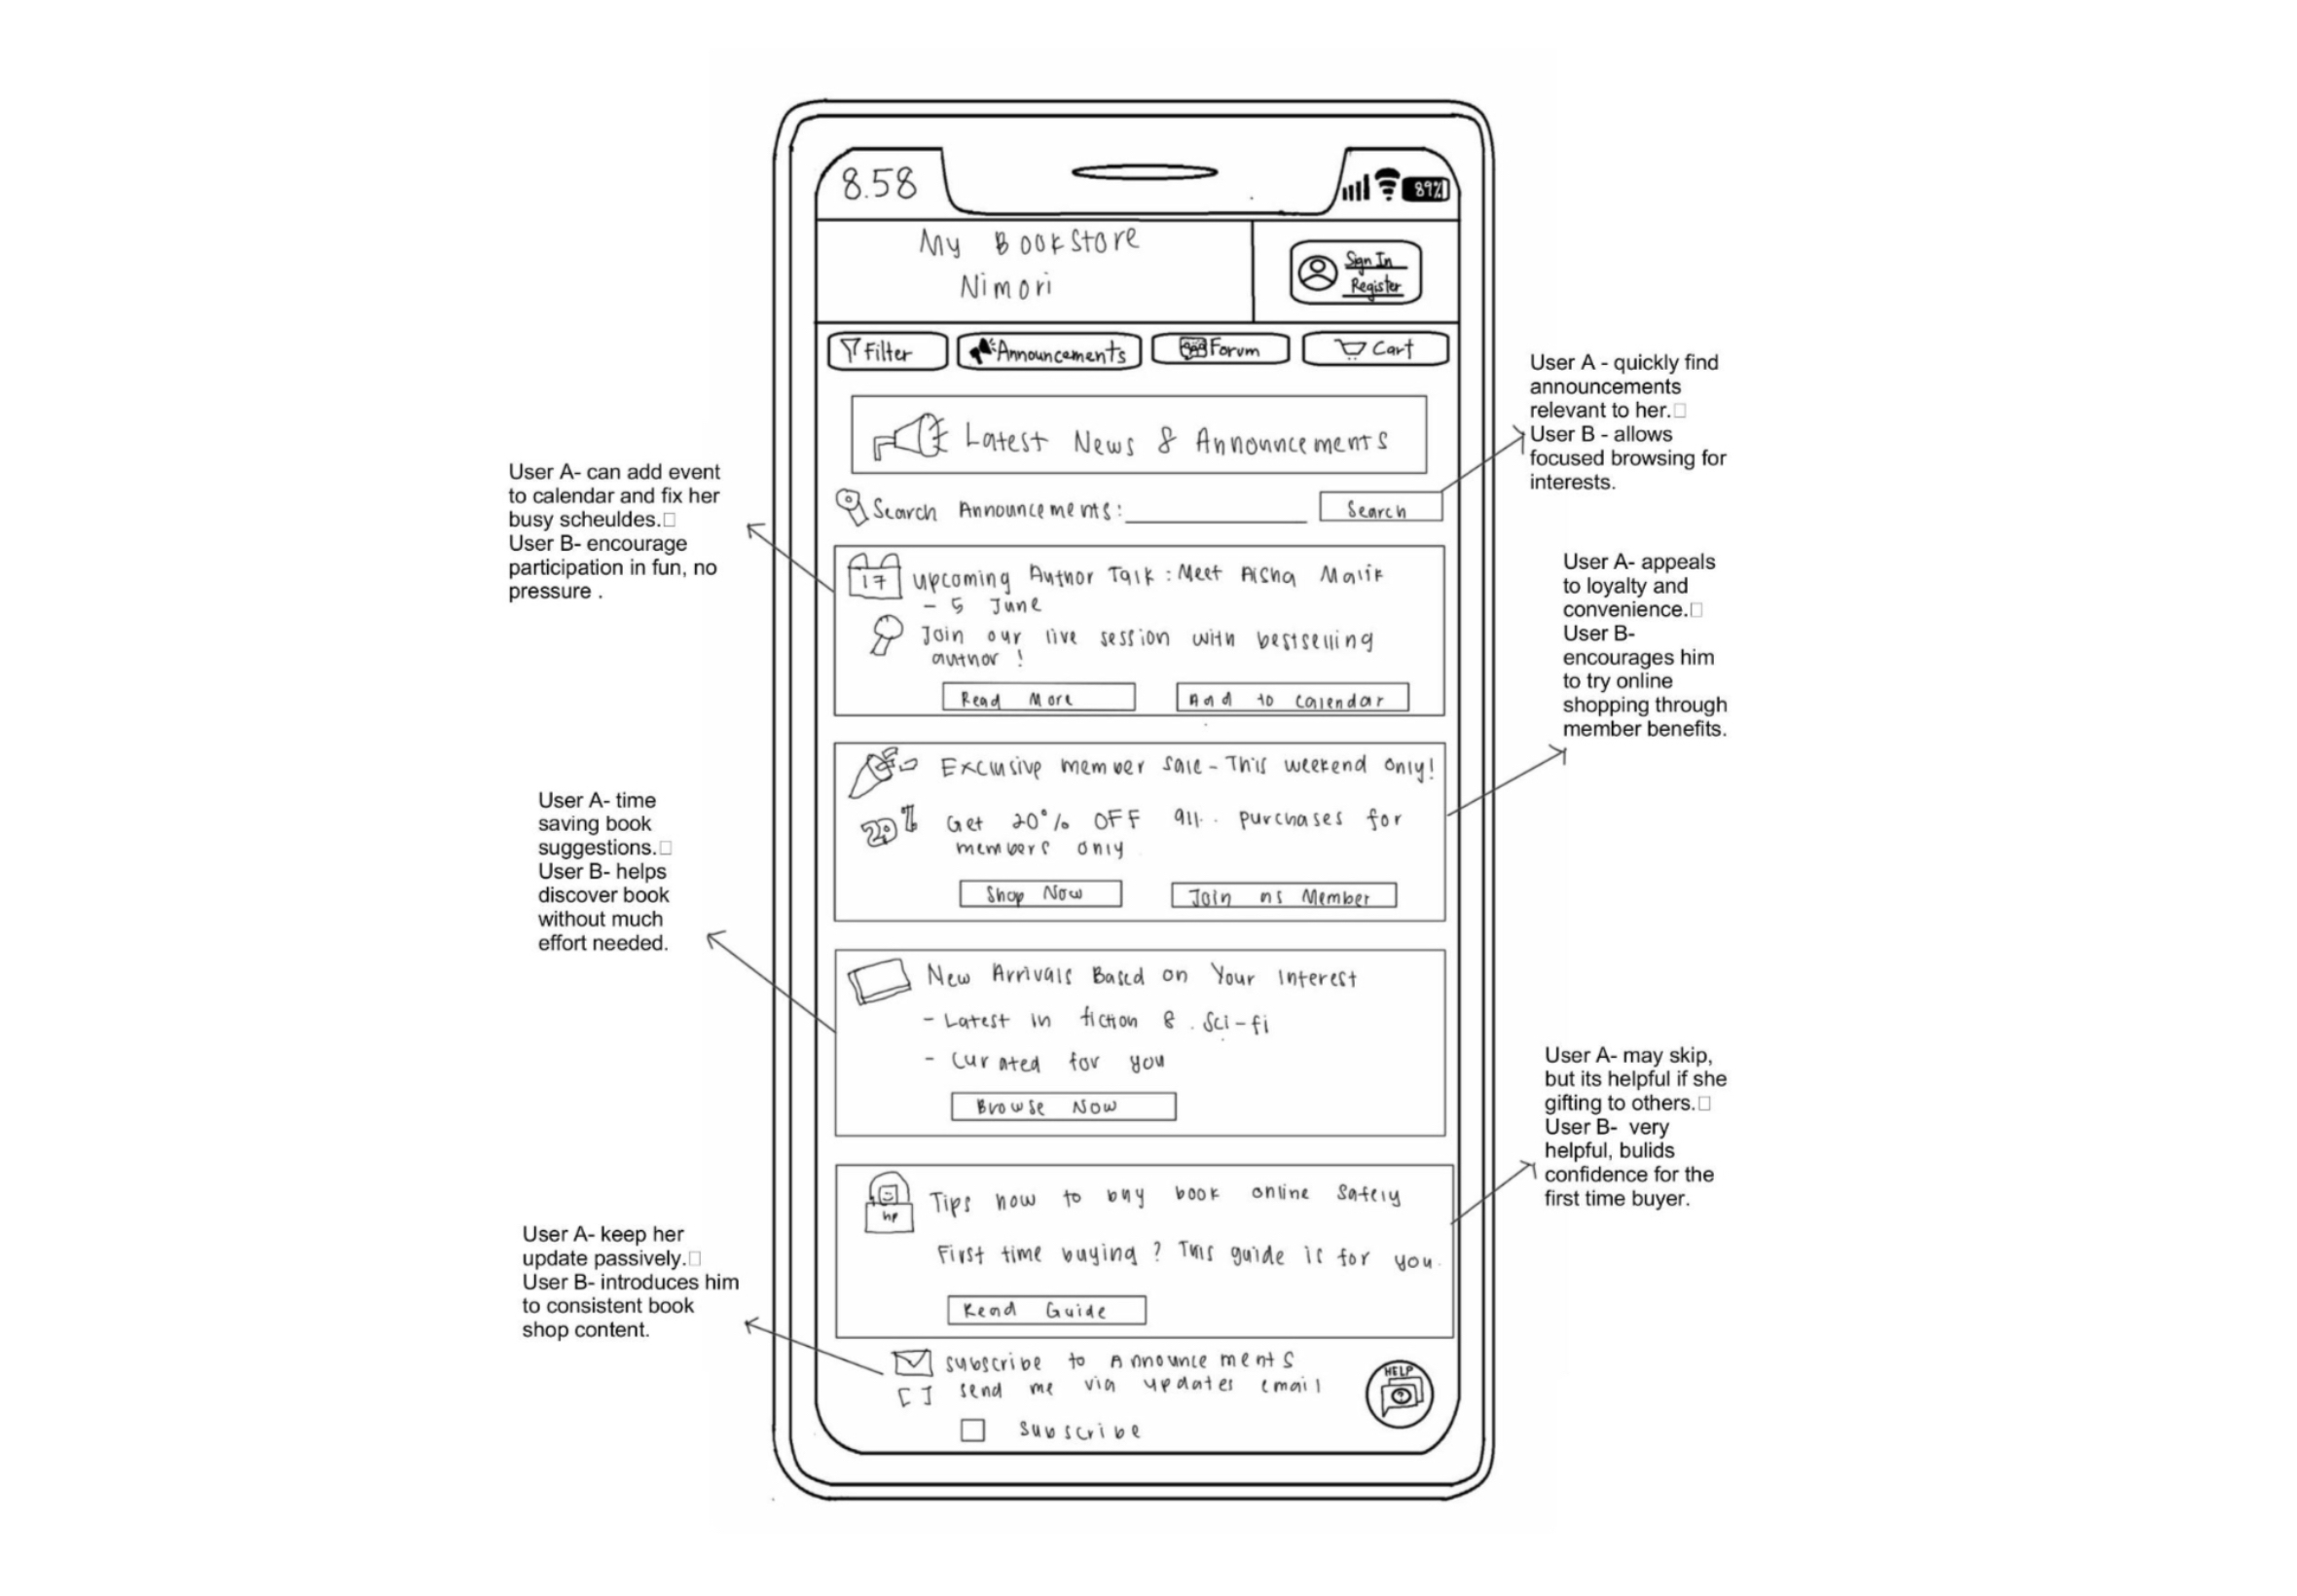 8.58
89%
My Bookstore
Nimori
Sign In
Register
Filter
Announcements
Forum
Cart
Latest News & Announcements
Search Announcements:
Search
17
upcoming Author Talk : Meet Aisha Malik
- 5 June
Join our live session with bestselling
author !
Read More
Add to calendar
Exclusive member sale - This weekend only!
20%
Get 20% OFF all purchases for
members only
Shop Now
Join as Member
New Arrivals Based on Your Interest
- Latest in fiction & Sci-fi
- Curated for you
Browse Now
hp
Tips how to buy book online safely
First time buying ? This guide is for you.
Read Guide
subscribe to Announcements
[ ] send me via updates email
Subscribe
HELP
?
User A- can add event
to calendar and fix her
busy scheuldes.□
User B- encourage
participation in fun, no
pressure .
User A- time
saving book
suggestions.□
User B- helps
discover book
without much
effort needed.
User A- keep her
update passively.□
User B- introduces him
to consistent book
shop content.
User A - quickly find
announcements
relevant to her.□
User B - allows
focused browsing for
interests.
User A- appeals
to loyalty and
convenience.□
User B-
encourages him
to try online
shopping through
member benefits.
User A- may skip,
but its helpful if she
gifting to others.□
User B-  very
helpful, bulids
confidence for the
first time buyer.